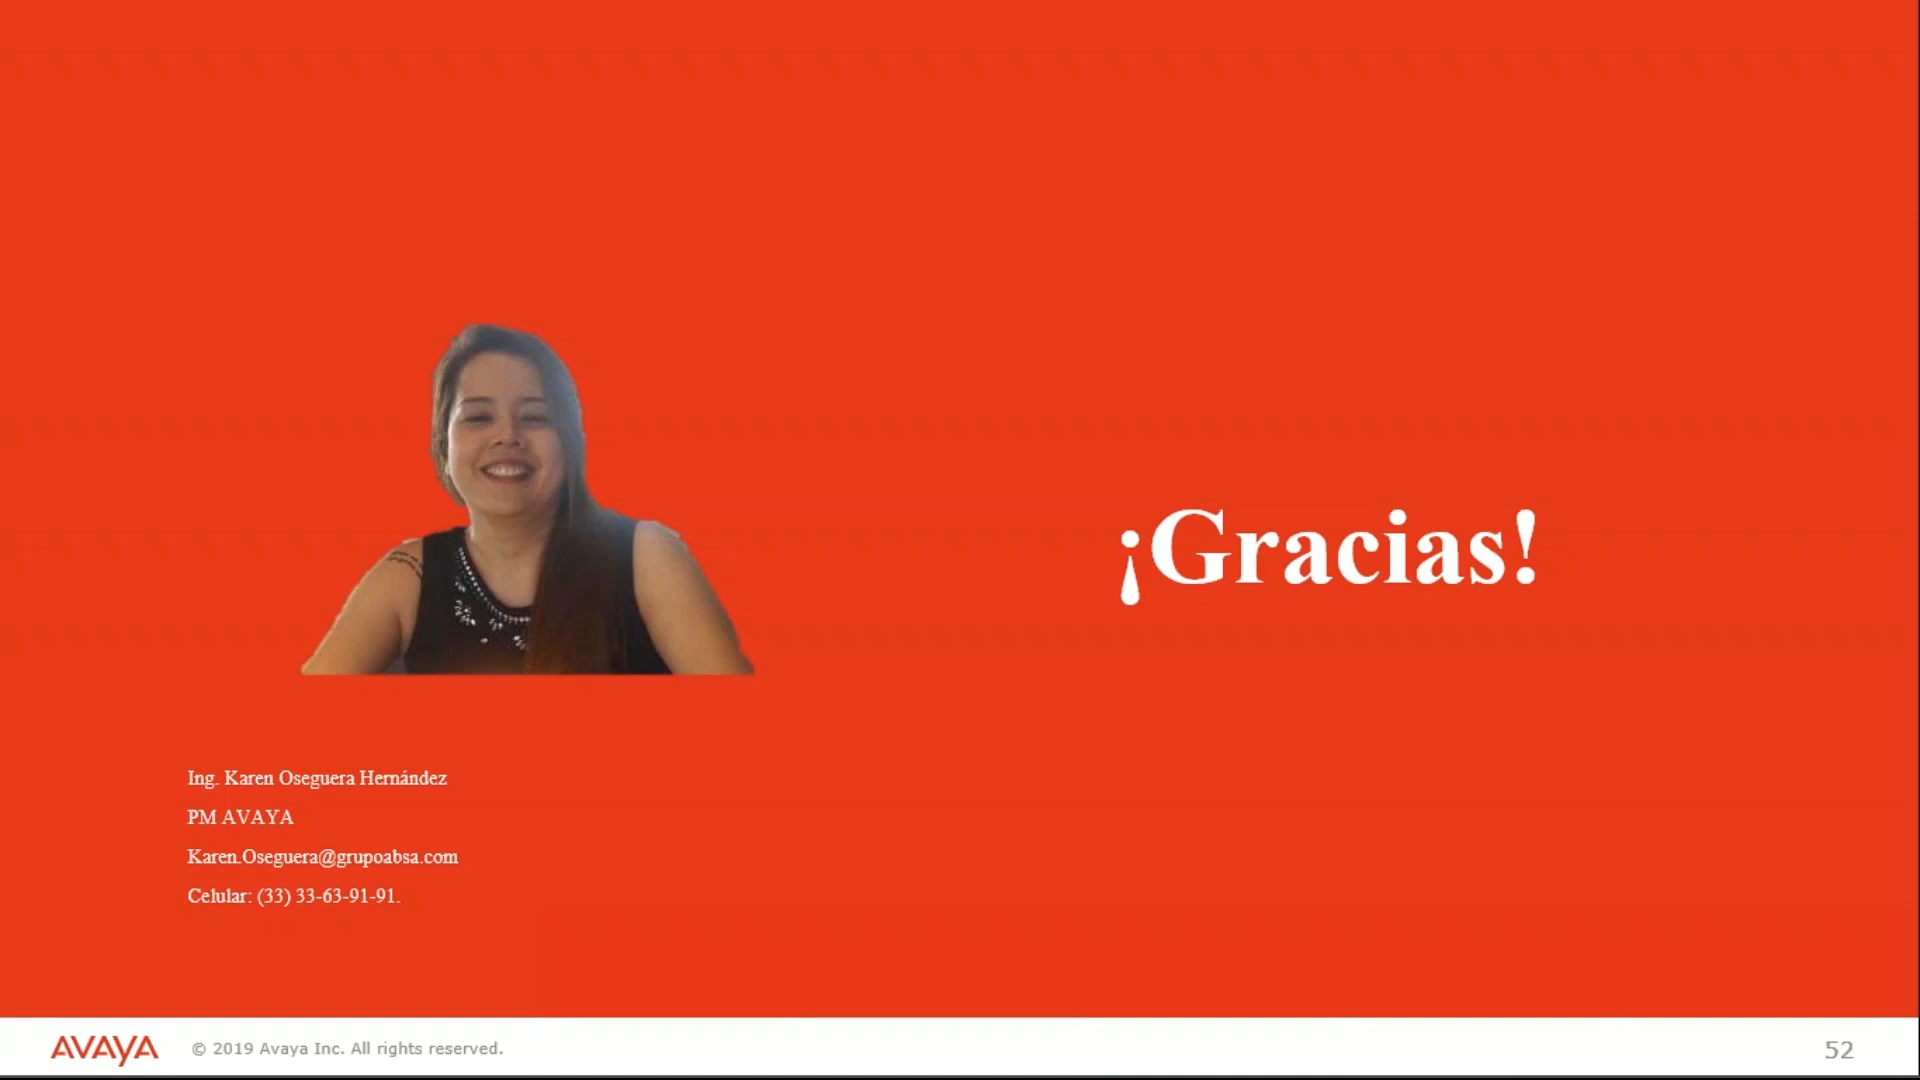 ¡Gracias!
Ing. Karen Oseguera Hernández
PM AVAYA
Karen.Oseguera@grupoabsa.com
Celular: (33) 33-63-91-91.
AVAYA
© 2019 Avaya Inc. All rights reserved.
52